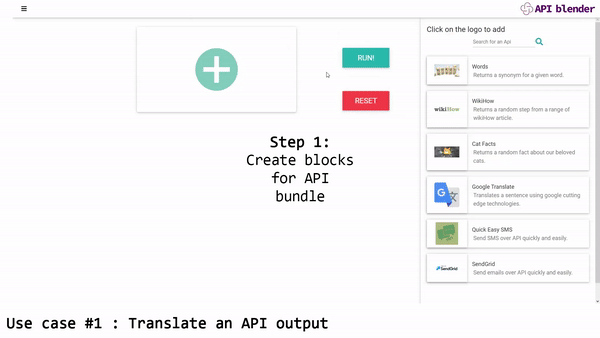 API blender
Click on the logo to add
Search for an Api
RUN!
RESET
Words
Returns a synonym for a given word.
wikiHow
WikiHow
Returns a random step from a range of
wikiHow article.
Cat Facts
Returns a random fact about our beloved
cats.
Google Translate
Translates a sentence using google cutting
edge technologies.
Quick Easy SMS
Send SMS over API quickly and easily.
SendGrid
SendGrid
Send emails over API quickly and easily.
Step 1:
Create blocks
for API
bundle
Use case #1 : Translate an API output